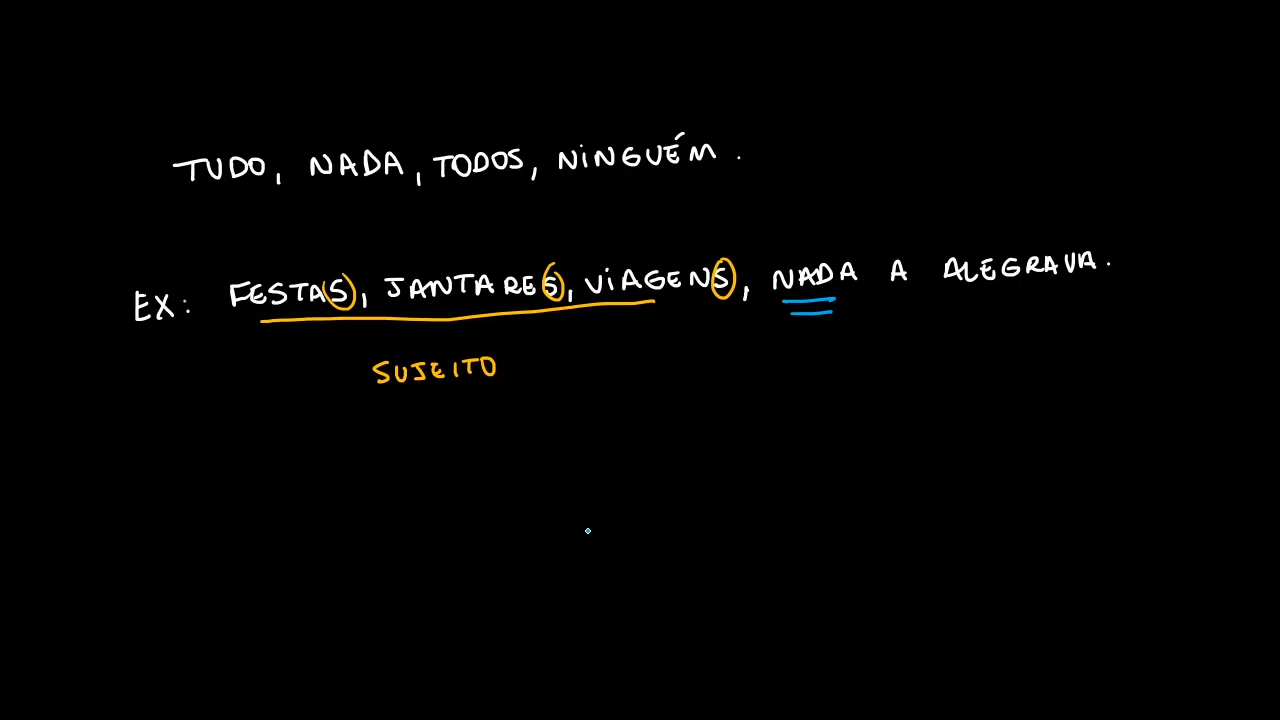 TUDO, NADA, TODOS, NINGUÉM.
EX: FESTAS, JANTARES, VIAGENS, NADA A ALEGRAVA.
SUJEITO